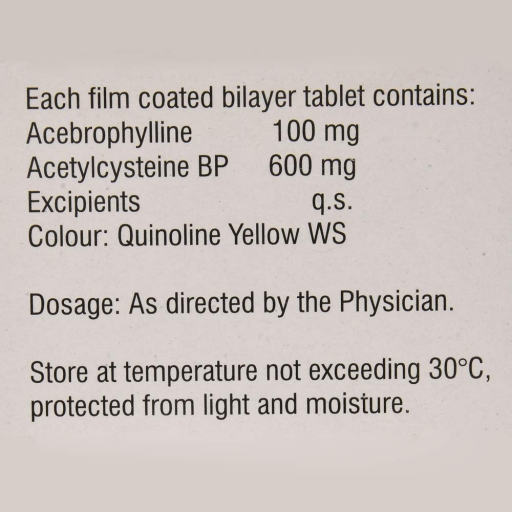 Each film coated bilayer tablet contains:
Acebrophylline 100 mg
Acetylcysteine BP 600 mg
Excipients q.s.
Colour: Quinoline Yellow WS
Dosage: As directed by the Physician.
Store at temperature not exceeding 30°C,
protected from light and moisture.